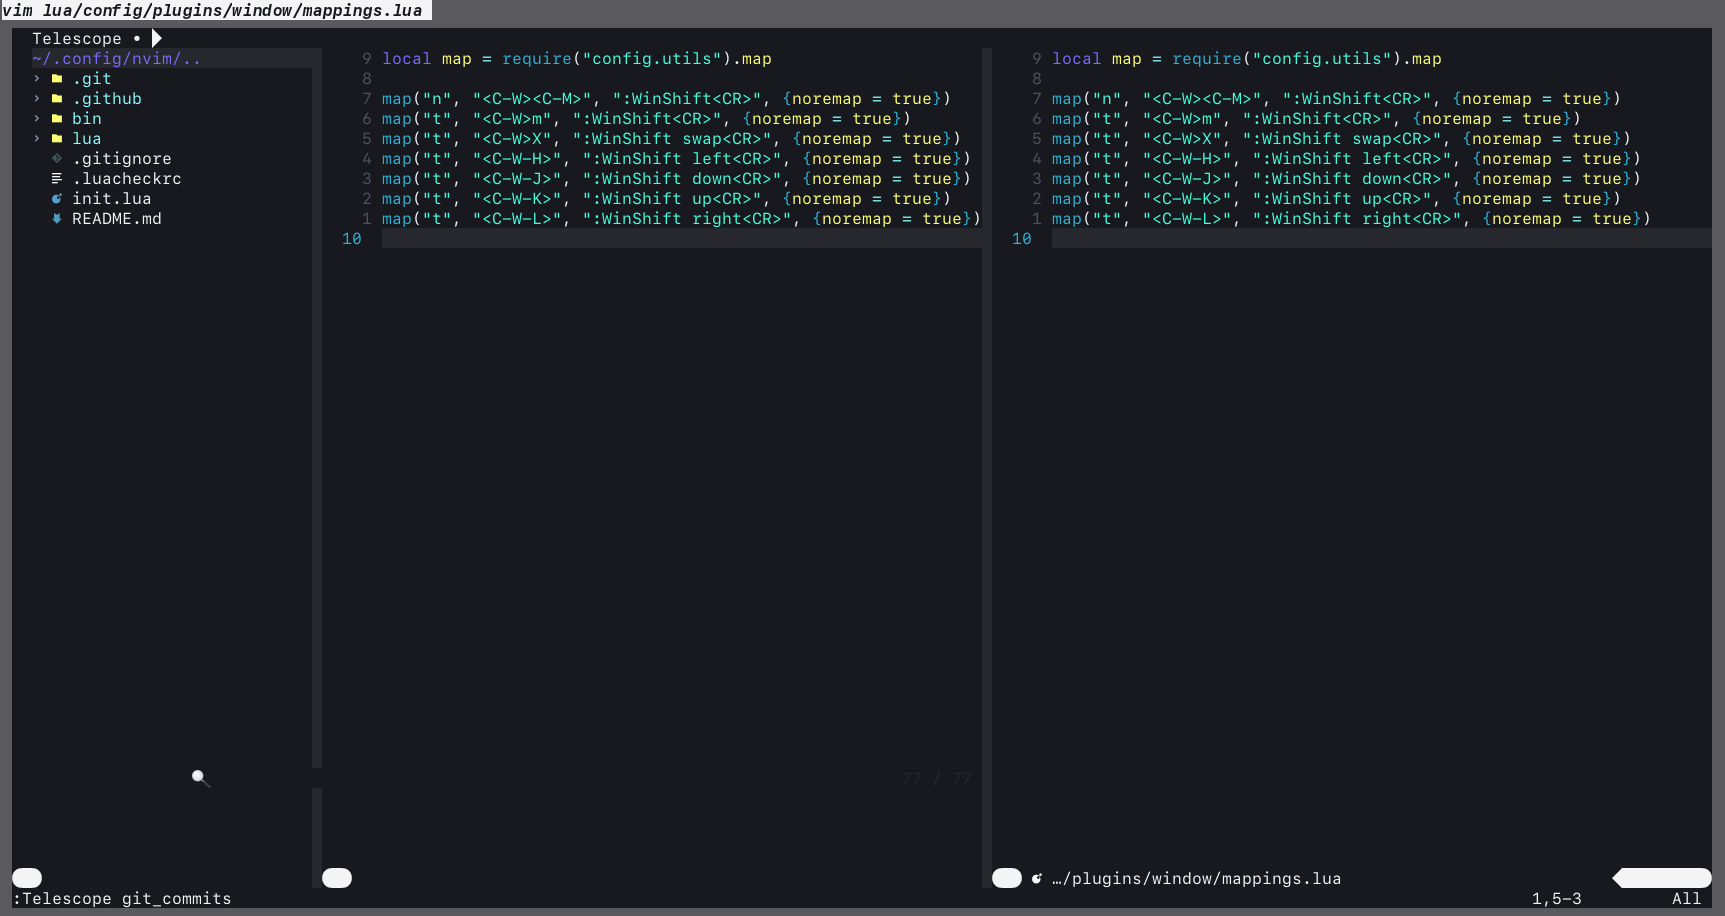 vim lua/config/plugins/window/mappings.lua
Telescope •
~/.config/nvim/..
› .git
› .github
› bin
› lua
.gitignore
.luacheckrc
init.lua
README.md
9 local map = require("config.utils").map
8
7 map("n", "<C-W><C-M>", ":WinShift<CR>", {noremap = true})
6 map("t", "<C-W>m", ":WinShift<CR>", {noremap = true})
5 map("t", "<C-W>X", ":WinShift swap<CR>", {noremap = true})
4 map("t", "<C-W-H>", ":WinShift left<CR>", {noremap = true})
3 map("t", "<C-W-J>", ":WinShift down<CR>", {noremap = true})
2 map("t", "<C-W-K>", ":WinShift up<CR>", {noremap = true})
1 map("t", "<C-W-L>", ":WinShift right<CR>", {noremap = true})
10
77 / 77
9 local map = require("config.utils").map
8
7 map("n", "<C-W><C-M>", ":WinShift<CR>", {noremap = true})
6 map("t", "<C-W>m", ":WinShift<CR>", {noremap = true})
5 map("t", "<C-W>X", ":WinShift swap<CR>", {noremap = true})
4 map("t", "<C-W-H>", ":WinShift left<CR>", {noremap = true})
3 map("t", "<C-W-J>", ":WinShift down<CR>", {noremap = true})
2 map("t", "<C-W-K>", ":WinShift up<CR>", {noremap = true})
1 map("t", "<C-W-L>", ":WinShift right<CR>", {noremap = true})
10
…/plugins/window/mappings.lua
:Telescope git_commits 1,5-3 All